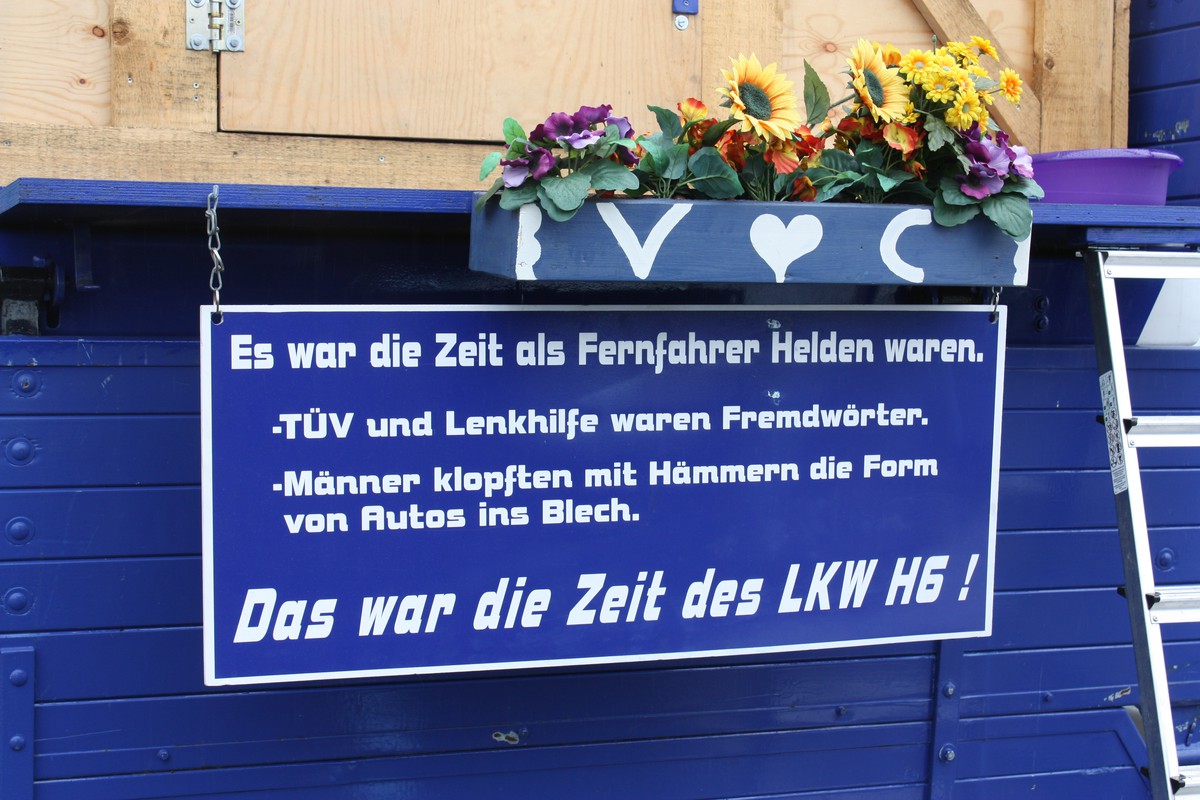 Es war die Zeit als Fernfahrer Helden waren.
-TÜV und Lenkhilfe waren Fremdwörter.
-Männer klopften mit Hämmern die Form
von Autos ins Blech.
Das war die Zeit des LKW H6 !